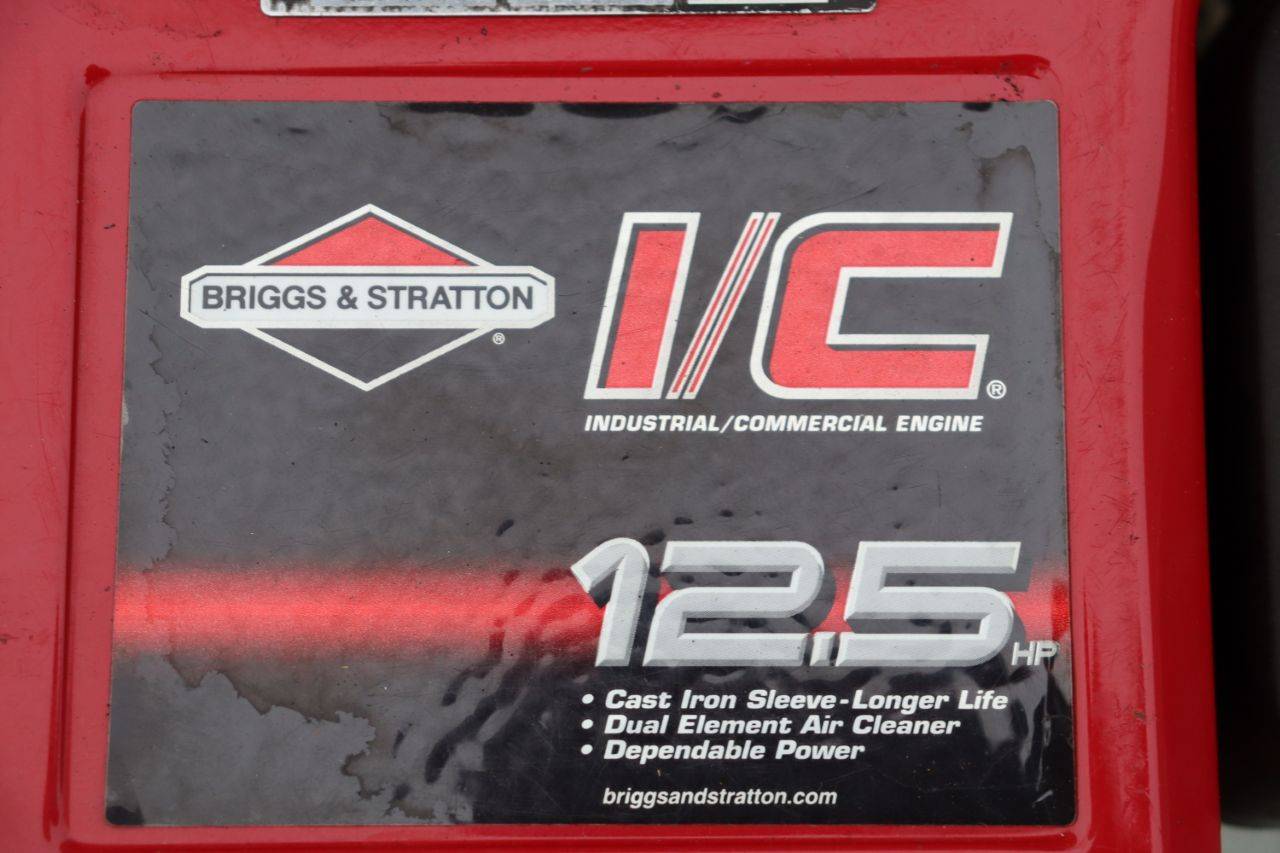 BRIGGS & STRATTON®
I/C®
INDUSTRIAL/COMMERCIAL ENGINE
12.5 HP
• Cast Iron Sleeve-Longer Life
• Dual Element Air Cleaner
• Dependable Power
briggsandstratton.com